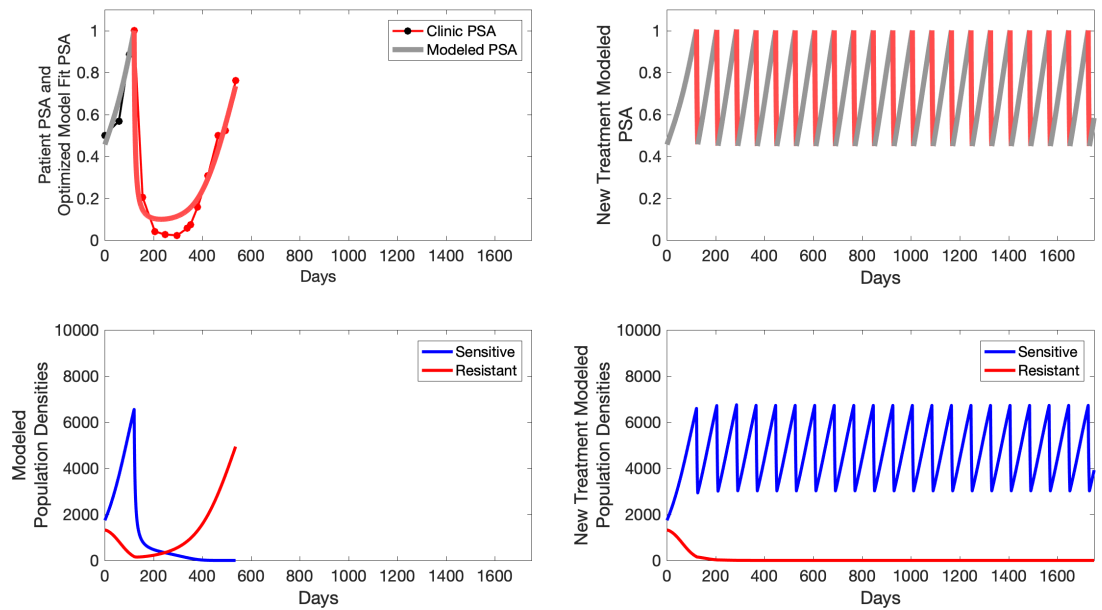 Patient PSA and
Optimized Model Fit PSA
1
0.8
0.6
0.4
0.2
0
Clinic PSA
Modeled PSA
0 200 400 600 800 1000 1200 1400 1600
Days
New Treatment Modeled
PSA
1
0.8
0.6
0.4
0.2
0
0 200 400 600 800 1000 1200 1400 1600
Days
Modeled
Population Densities
10000
8000
6000
4000
2000
0
Sensitive
Resistant
0 200 400 600 800 1000 1200 1400 1600
Days
New Treatment Modeled
Population Densities
10000
8000
6000
4000
2000
0
Sensitive
Resistant
0 200 400 600 800 1000 1200 1400 1600
Days